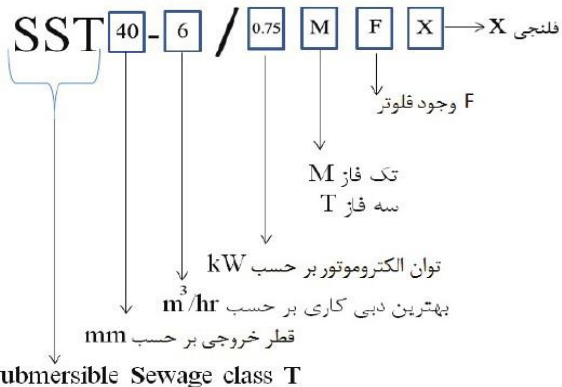 SST 40 - 6 / 0.75 M F X
X فلنجی
F وجود فلوتر
تک فاز M
سه فاز T
توان الکتروموتور بر حسب kW
بهترین دبی کاری بر حسب m³/hr
قطر خروجی بر حسب mm
ubmersible Sewage class T